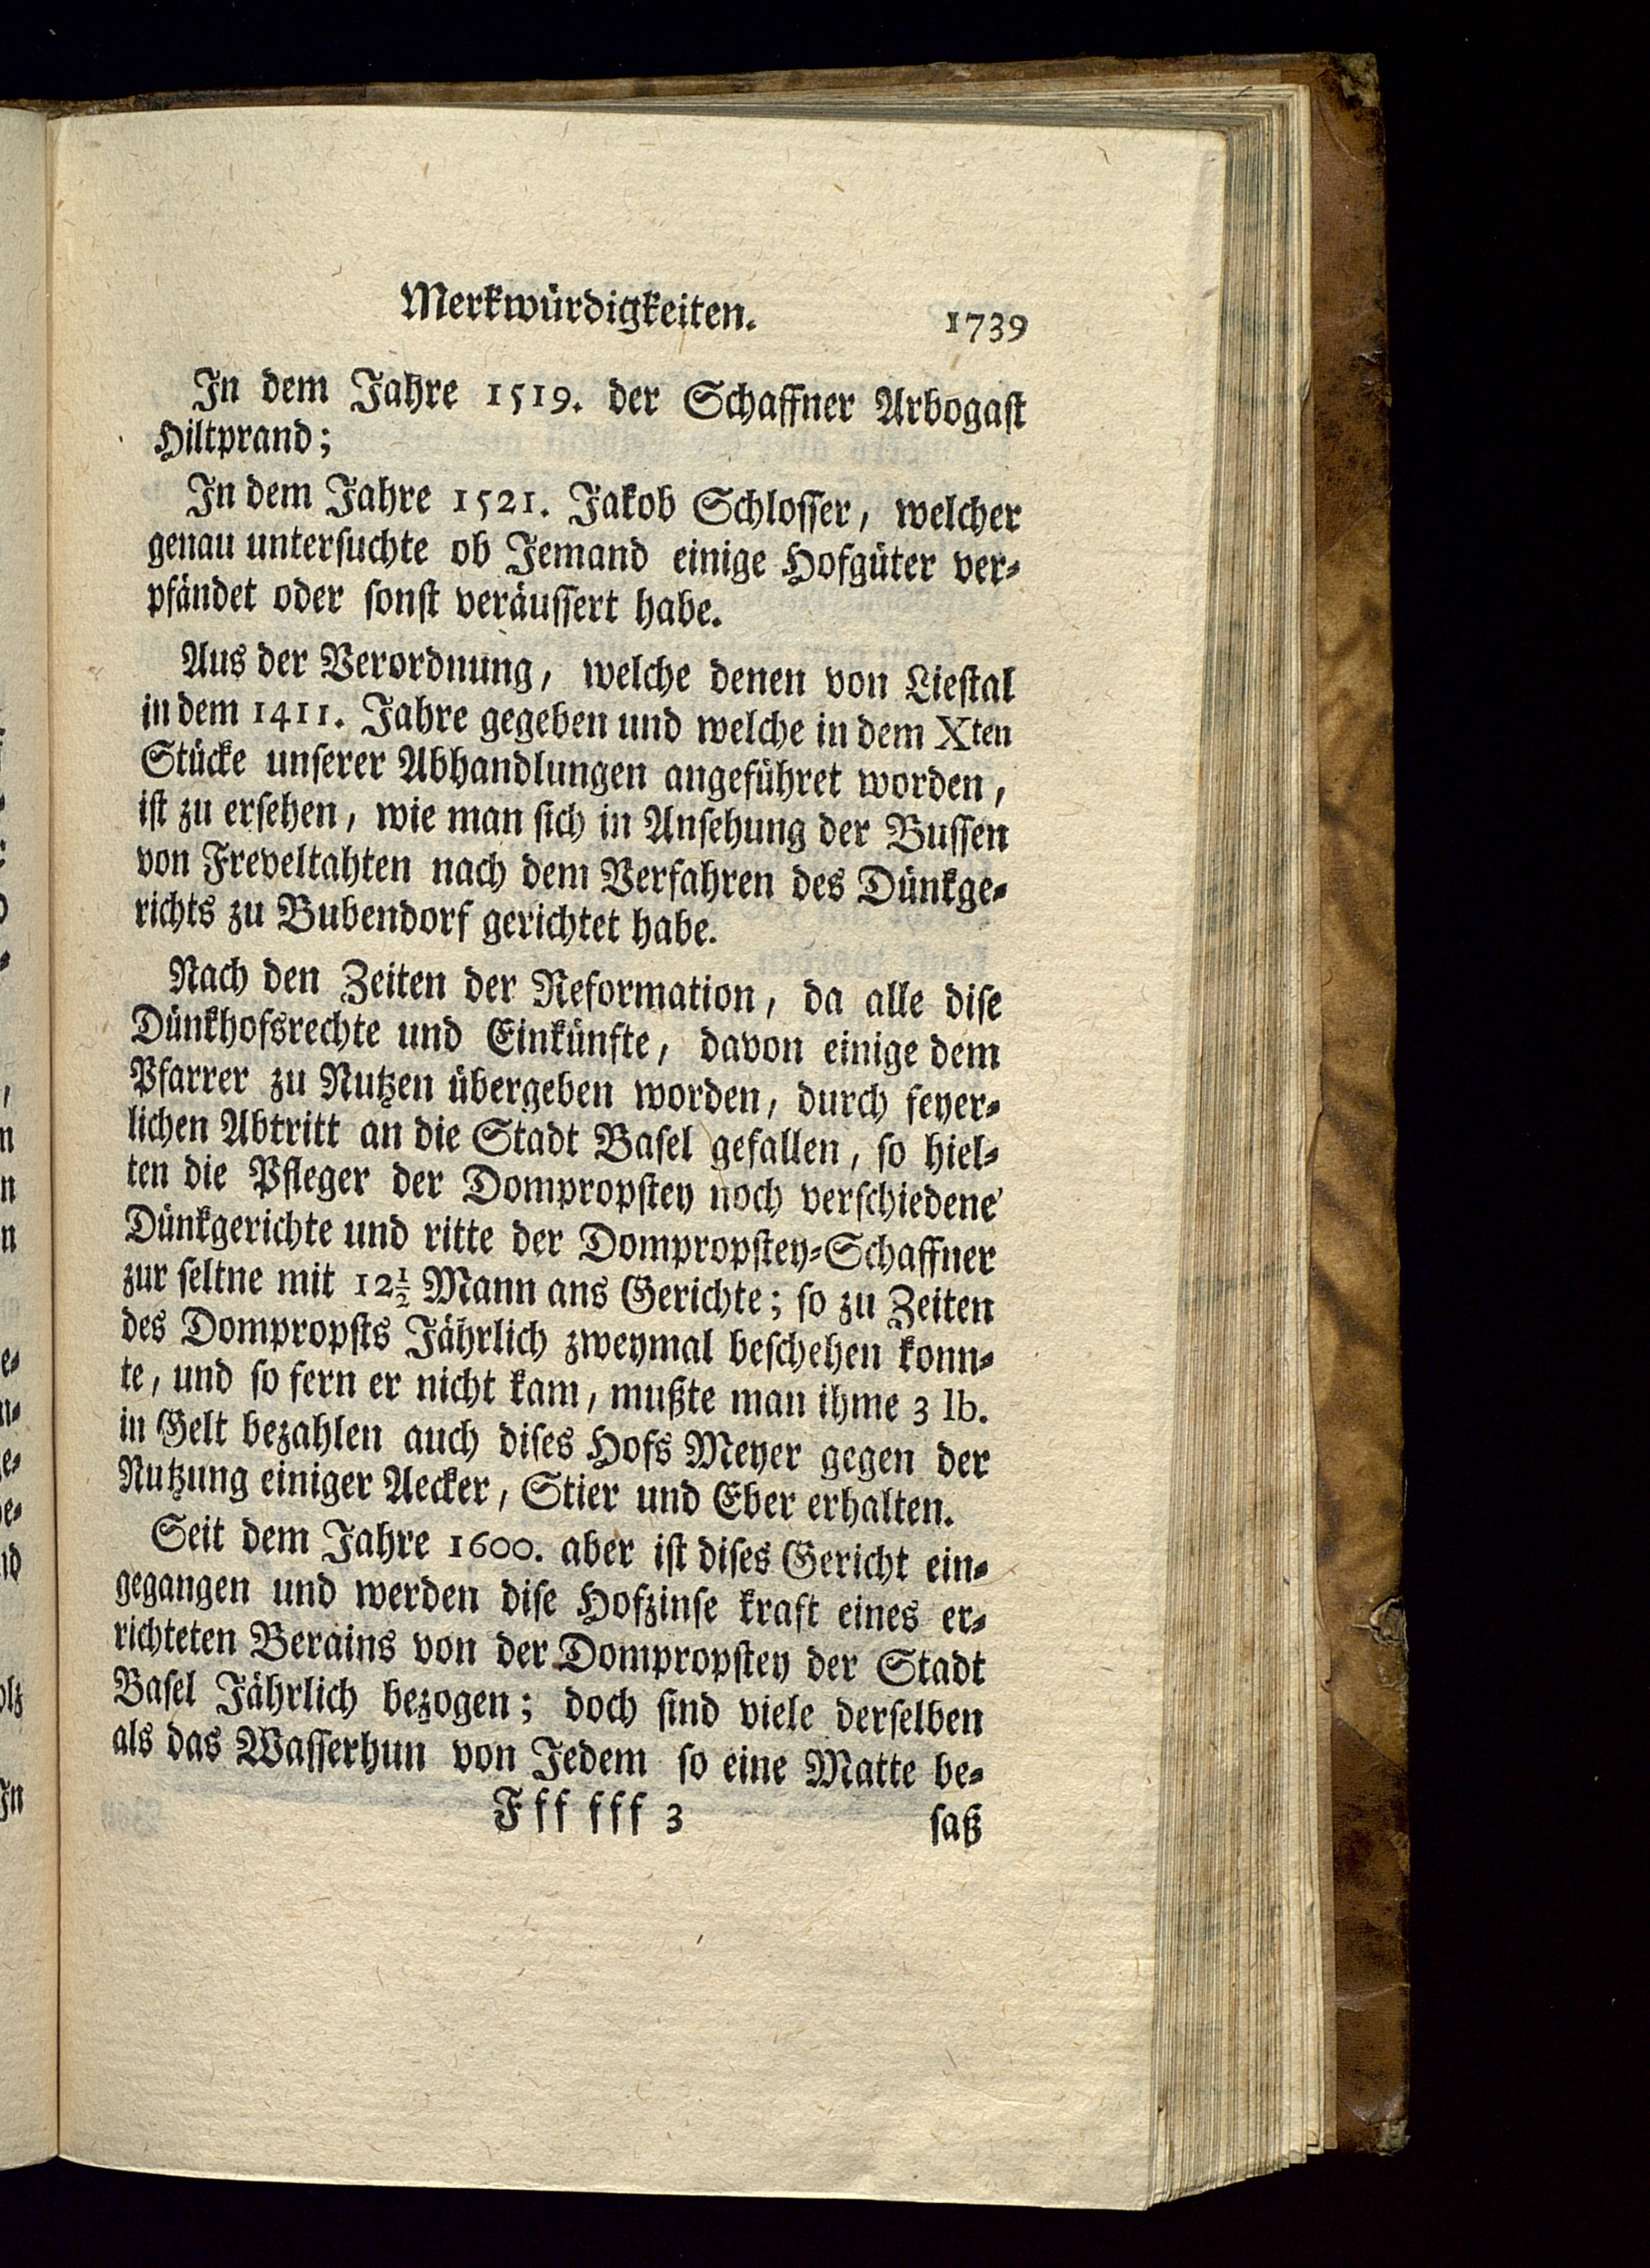 Merkwürdigkeiten. 1739
In dem Jahre 1519. der Schaffner Arbogast
Hiltprand;
In dem Jahre 1521. Jakob Schlosser, welcher
genau untersuchte ob Jemand einige Hofgüter ver-
pfändet oder sonst veräussert habe.
Aus der Verordnung, welche denen von Liestal
in dem 1411. Jahre gegeben und welche in dem Xten
Stücke unserer Abhandlungen angeführet worden,
ist zu ersehen, wie man sich in Ansehung der Bussen
von Freveltahten nach dem Verfahren des Dünkge-
richts zu Bubendorf gerichtet habe.
Nach den Zeiten der Reformation, da alle dise
Dünkhofsrechte und Einkünfte, davon einige dem
Pfarrer zu Nutzen übergeben worden, durch feyer-
lichen Abtritt an die Stadt Basel gefallen, so hiel-
ten die Pfleger der Dompropstey noch verschiedene
Dünkgerichte und ritte der Dompropstey-Schaffner
zur seltne mit 12½ Mann ans Gerichte; so zu Zeiten
des Dompropsts Jährlich zweymal beschehen konn-
te, und so fern er nicht kam, mußte man ihme 3 lb.
in Gelt bezahlen auch dises Hofs Meyer gegen der
Nutzung einiger Aecker, Stier und Eber erhalten.
Seit dem Jahre 1600. aber ist dises Gericht ein-
gegangen und werden dise Hofzinse kraft eines er-
richteten Berains von der Dompropstey der Stadt
Basel Jährlich bezogen; doch sind viele derselben
als das Wasserhun von Jedem so eine Matte be-
Fff fff 3 saß